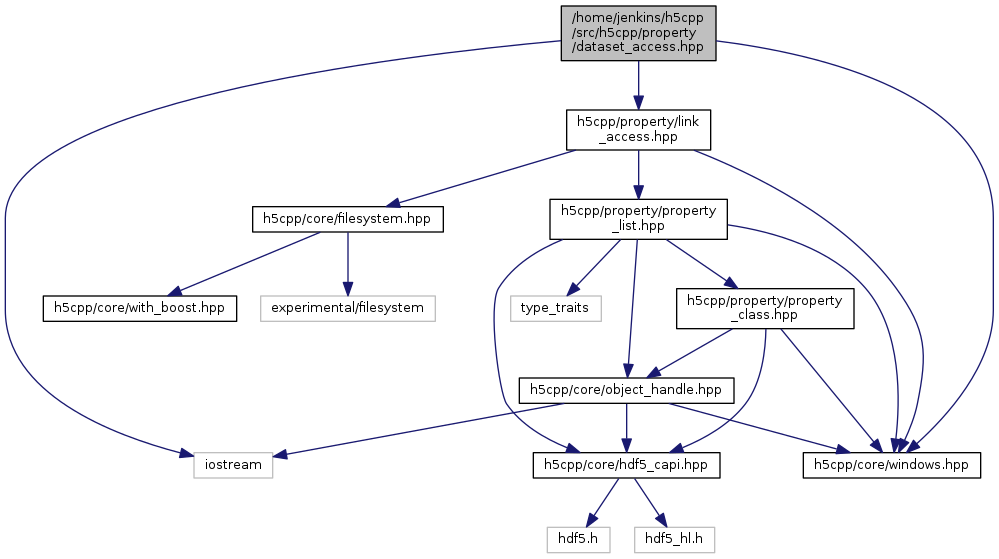 /home/jenkins/h5cpp
/src/h5cpp/property
/dataset_access.hpp
h5cpp/property/link
_access.hpp
h5cpp/core/filesystem.hpp
h5cpp/property/property
_list.hpp
h5cpp/core/with_boost.hpp
experimental/filesystem
type_traits
h5cpp/property/property
_class.hpp
h5cpp/core/object_handle.hpp
iostream
h5cpp/core/hdf5_capi.hpp
h5cpp/core/windows.hpp
hdf5.h
hdf5_hl.h